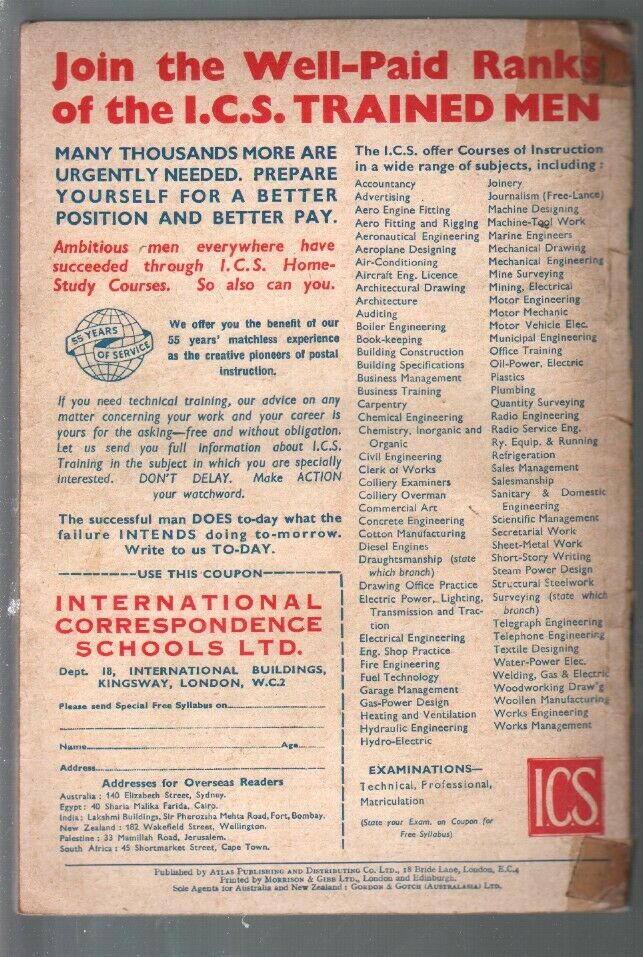 Join the Well-Paid Ranks
of the I.C.S. TRAINED MEN
MANY THOUSANDS MORE ARE
URGENTLY NEEDED. PREPARE
YOURSELF FOR A BETTER
POSITION AND BETTER PAY.
Ambitious men everywhere have
succeeded through I.C.S. Home-
Study Courses. So also can you.
55 YEARS
OF SERVICE
We offer you the benefit of our
55 years' matchless experience
as the creative pioneers of postal
instruction.
If you need technical training, our advice on any
matter concerning your work and your career is
yours for the asking—free and without obligation.
Let us send you full information about I.C.S.
Training in the subject in which you are specially
interested. DON'T DELAY. Make ACTION
your watchword.
The successful man DOES to-day what the
failure INTENDS doing to-morrow.
Write to us TO-DAY.
USE THIS COUPON
INTERNATIONAL
CORRESPONDENCE
SCHOOLS LTD.
Dept. 18, INTERNATIONAL BUILDINGS,
KINGSWAY, LONDON, W.C.2
Please send Special Free Syllabus on
Name Age
Address
Addresses for Overseas Readers
Australia : 140 Elizabeth Street, Sydney.
Egypt : 40 Sharia Malika Farida, Cairo.
India : Lakshmi Buildings, Sir Pherozsha Mehta Road, Fort, Bombay.
New Zealand : 182 Wakefield Street, Wellington.
Palestine : 33 Mamillah Road, Jerusalem.
South Africa : 45 Shortmarket Street, Cape Town.
The I.C.S. offer Courses of Instruction
in a wide range of subjects, including :
Accountancy
Advertising
Aero Engine Fitting
Aero Fitting and Rigging
Aeronautical Engineering
Aeroplane Designing
Air-Conditioning
Aircraft Eng. Licence
Architectural Drawing
Architecture
Auditing
Boiler Engineering
Book-keeping
Building Construction
Building Specifications
Business Management
Business Training
Carpentry
Chemical Engineering
Chemistry, Inorganic and
Organic
Civil Engineering
Clerk of Works
Colliery Examiners
Colliery Overman
Commercial Art
Concrete Engineering
Cotton Manufacturing
Diesel Engines
Draughtsmanship (state
which branch)
Drawing Office Practice
Electric Power, Lighting,
Transmission and Trac-
tion
Electrical Engineering
Eng. Shop Practice
Fire Engineering
Fuel Technology
Garage Management
Gas-Power Design
Heating and Ventilation
Hydraulic Engineering
Hydro-Electric
Joinery
Journalism (Free-Lance)
Machine Designing
Machine-Tool Work
Marine Engineers
Mechanical Drawing
Mechanical Engineering
Mine Surveying
Mining, Electrical
Motor Engineering
Motor Mechanic
Motor Vehicle Elec.
Municipal Engineering
Office Training
Oil-Power, Electric
Plastics
Plumbing
Quantity Surveying
Radio Engineering
Radio Service Eng.
Ry. Equip. & Running
Refrigeration
Sales Management
Salesmanship
Sanitary & Domestic
Engineering
Scientific Management
Secretarial Work
Sheet-Metal Work
Short-Story Writing
Steam Power Design
Structural Steelwork
Surveying (state which
branch)
Telegraph Engineering
Telephone Engineering
Textile Designing
Water-Power Elec.
Welding, Gas & Electric
Woodworking Draw'g
Woollen Manufacturing
Works Engineering
Works Management
EXAMINATIONS—
Technical, Professional,
Matriculation
(State your Exam. on Coupon for
Free Syllabus)
I.C.S.
Published by ATLAS PUBLISHING AND DISTRIBUTING CO. LTD., 18 Bride Lane, London, E.C.4
Printed by MORRISON & GIBB LTD., London and Edinburgh.
Sole Agents for Australia and New Zealand : GORDON & GOTCH (AUSTRALASIA) LTD.